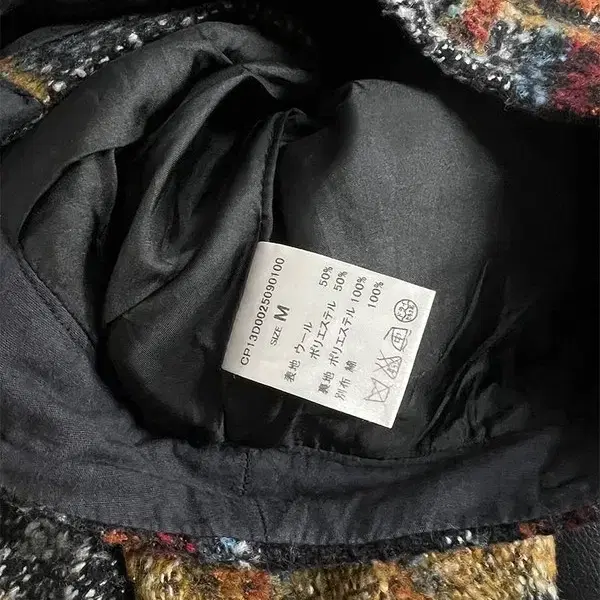 CP13D0025090100
SIZE M
表地 ウール 50%
ポリエステル 50%
裏地 ポリエステル 100%
別布 綿 100%